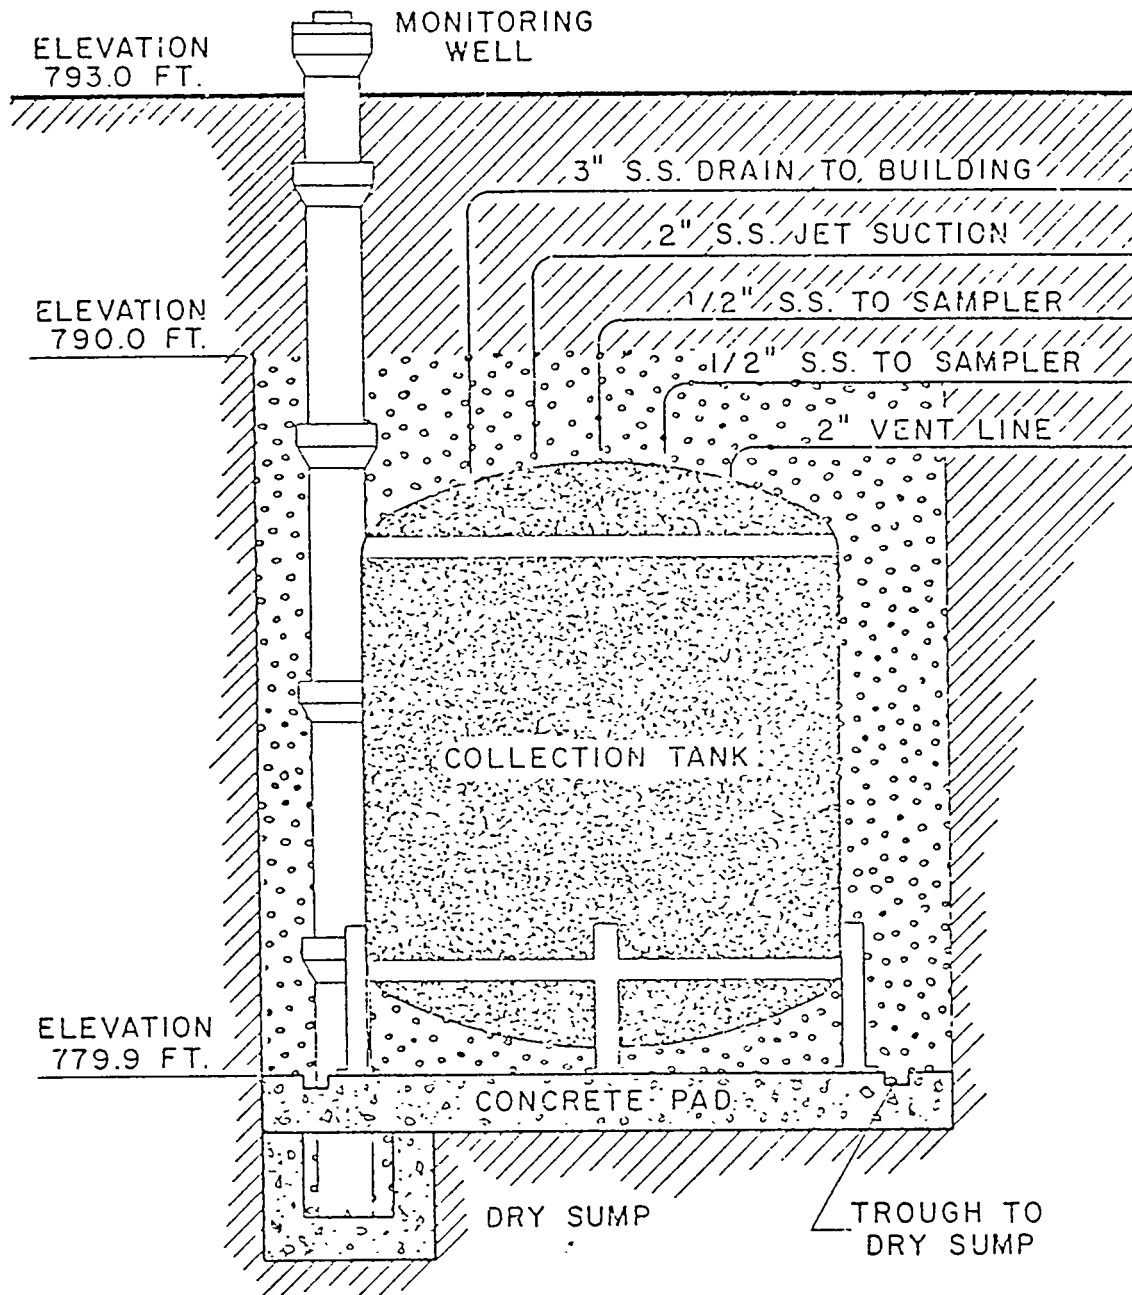 MONITORING
WELL
ELEVATION
793.0 FT.
3" S.S. DRAIN TO BUILDING
2" S.S. JET SUCTION
ELEVATION
790.0 FT.
1/2" S.S. TO SAMPLER
1/2" S.S. TO SAMPLER
2" VENT LINE
COLLECTION TANK
ELEVATION
779.9 FT.
CONCRETE PAD
DRY SUMP
TROUGH TO
DRY SUMP